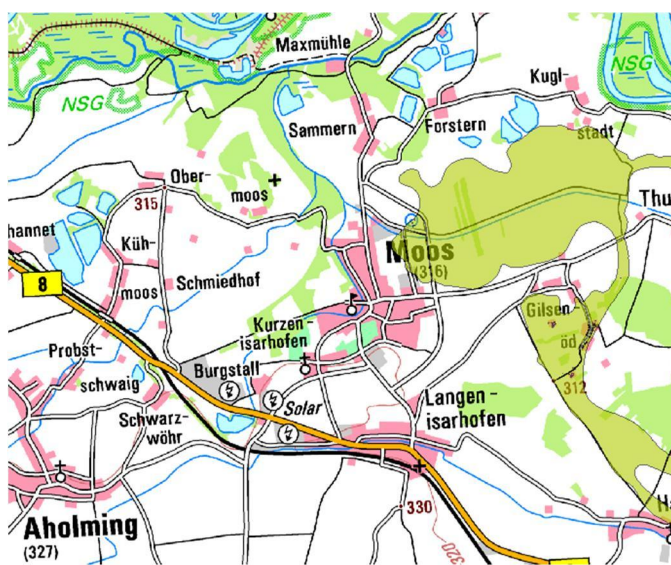 Maxmühle
NSG
Kugl-
NSG
Sammern
Forstern
stadt
Ober-
moos
315
Thu
hannet
Küh-
moos
Schmiedhof
Moos
(316)
8
Kurzen-
isarhofen
Gilsen-
öd
Probst-
schwaig
Burgstall
312
Schwarz-
wöhr
Solar
Langen-
isarhofen
Aholming
(327)
330
320
Ha